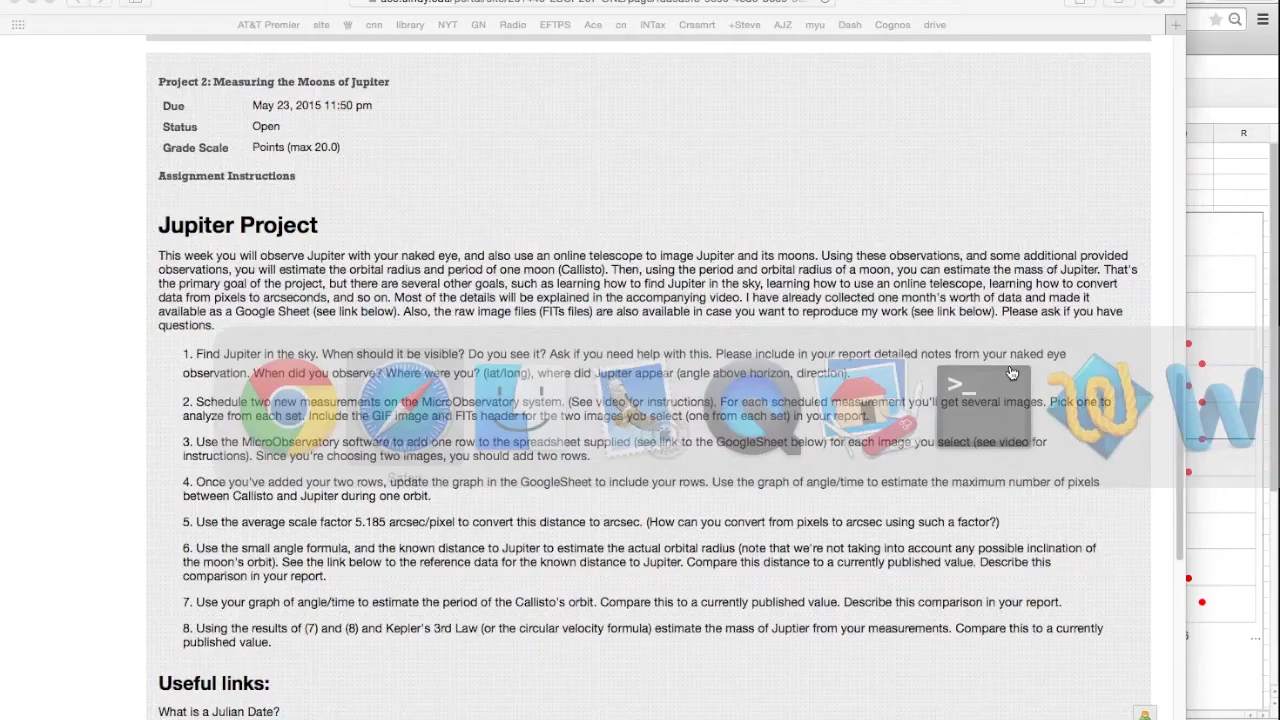 AT&T Premier site cnn library NYT GN Radio EFTPS Ace cn INTax Crasmrt +Steve AJZ myu Dash Cognos drive
R
Project 2: Measuring the Moons of Jupiter
Due May 23, 2015 11:50 pm
Status Open
Grade Scale Points (max 20.0)
Assignment Instructions
Jupiter Project
This week you will observe Jupiter with your naked eye, and also use an online telescope to image Jupiter and its moons. Using these observations, and some additional provided
observations, you will estimate the orbital radius and period of one moon (Callisto). Then, using the period and orbital radius of a moon, you can estimate the mass of Jupiter. That's
the primary goal of the project, but there are several other goals, such as learning how to find Jupiter in the sky, learning how to use an online telescope, learning how to convert
data from pixels to arcseconds, and so on. Most of the details will be explained in the accompanying video. I have already collected one month's worth of data and made it
available as a Google Sheet (see link below). Also, the raw image files (FITs files) are also available in case you want to reproduce my work (see link below). Please ask if you have
questions.
1. Find Jupiter in the sky. When should it be visible? Do you see it? Ask if you need help with this. Please include in your report detailed notes from your naked eye
observation. When did you observe? Where were you? (lat/long), where did Jupiter appear (angle above horizon, direction).
2. Schedule two new measurements on the MicroObservatory system. (See video for instructions). For each scheduled measurement you'll get several images. Pick one to
analyze from each set. Include the GIF image and FITs header for the two images you select (one from each set) in your report.
3. Use the MicroObservatory software to add one row to the spreadsheet supplied (see link to the GoogleSheet below) for each image you select (see video for
instructions). Since you're choosing two images, you should add two rows.
4. Once you've added your two rows, update the graph in the GoogleSheet to include your rows. Use the graph of angle/time to estimate the maximum number of pixels
between Callisto and Jupiter during one orbit.
5. Use the average scale factor 5.185 arcsec/pixel to convert this distance to arcsec. (How can you convert from pixels to arcsec using such a factor?)
6. Use the small angle formula, and the known distance to Jupiter to estimate the actual orbital radius (note that we're not taking into account any possible inclination of
the moon's orbit). See the link below to the reference data for the known distance to Jupiter. Compare this distance to a currently published value. Describe this
comparison in your report.
7. Use your graph of angle/time to estimate the period of the Callisto's orbit. Compare this to a currently published value. Describe this comparison in your report.
8. Using the results of (7) and (8) and Kepler's 3rd Law (or the circular velocity formula) estimate the mass of Juptier from your measurements. Compare this to a currently
published value.
Useful links:
What is a Julian Date?